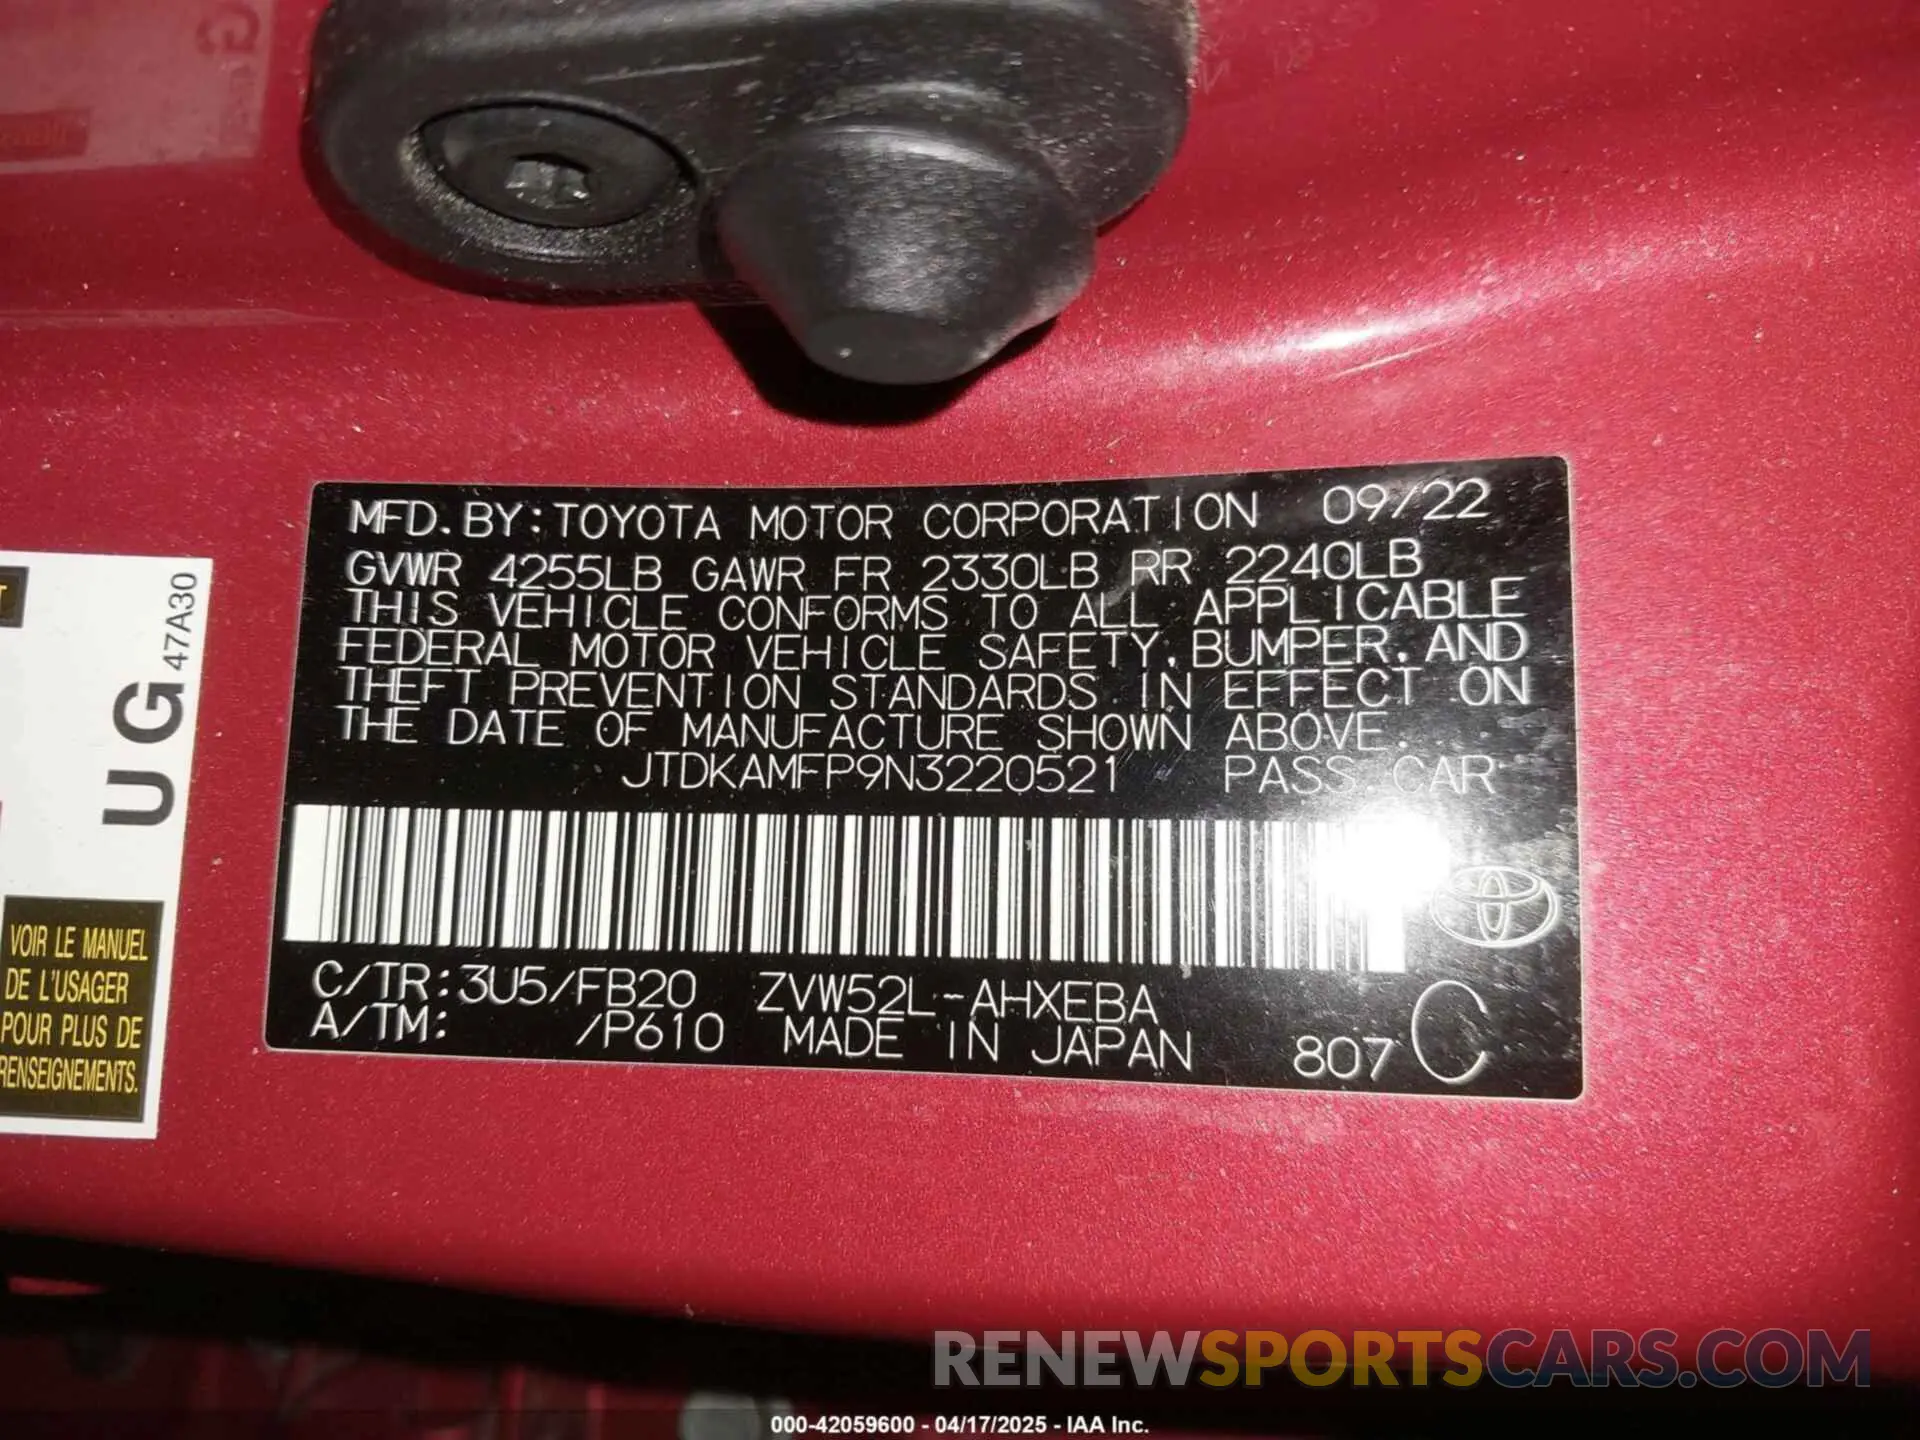 MFD.BY:TOYOTA MOTOR CORPORATION 09/22
GVWR 4255LB GAWR FR 2330LB RR 2240LB
THIS VEHICLE CONFORMS TO ALL APPLICABLE
FEDERAL MOTOR VEHICLE SAFETY, BUMPER, AND
THEFT PREVENTION STANDARDS IN EFFECT ON
THE DATE OF MANUFACTURE SHOWN ABOVE.
JTDKAMFP9N3220521 PASS.CAR
C/TR:3U5/FB20 ZVW52L-AHXEBA
A/TM: /P610 MADE IN JAPAN 807 C
UG 47A30
VOIR LE MANUEL
DE L'USAGER
POUR PLUS DE
RENSEIGNEMENTS.
RENEWSPORTSCARS.COM
000-42059600 - 04/17/2025 - IAA Inc.